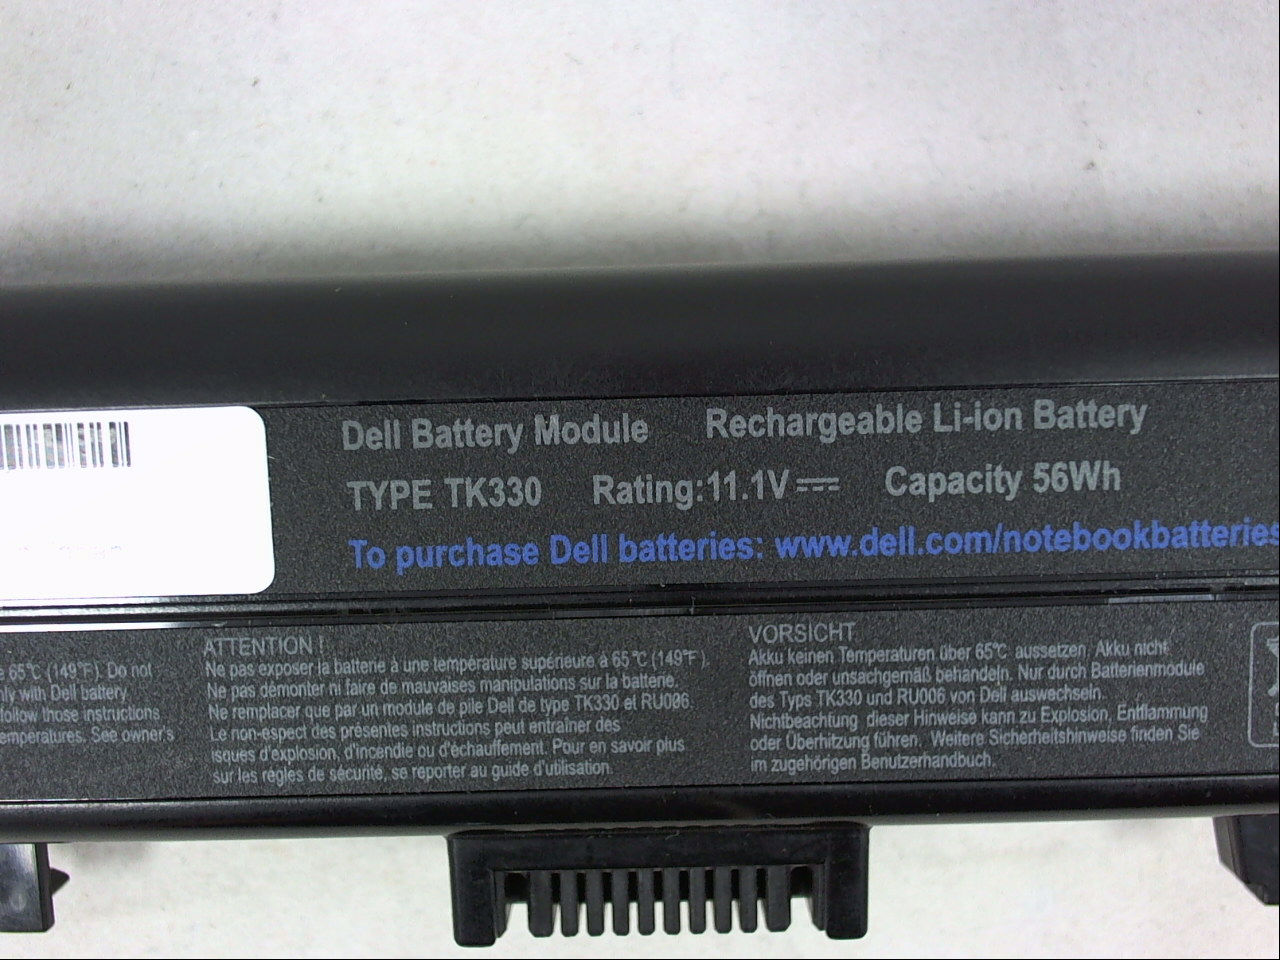 Dell Battery Module Rechargeable Li-ion Battery
TYPE TK330 Rating:11.1V⎓ Capacity 56Wh
To purchase Dell batteries: www.dell.com/notebookbatteries
65℃ (149℉). Do not
with Dell battery
follow those instructions
temperatures. See owner's
ATTENTION !
Ne pas exposer la batterie à une température supérieure à 65℃ (149℉).
Ne pas démonter ni faire de mauvaises manipulations sur la batterie.
Ne remplacer que par un module de pile Dell de type TK330 et RU006.
Le non-espect des présentes instructions peut entraîner des
isques d'explosion, d'incendie ou d'échauffement. Pour en savoir plus
sur les règles de sécurité, se reporter au guide d'utilisation.
VORSICHT
Akku keinen Temperaturen über 65℃ aussetzen. Akku nicht
öffnen oder unsachgemäß behandeln. Nur durch Batterienmodule
des Typs TK330 und RU006 von Dell auswechseln.
Nichtbeachtung dieser Hinweise kann zu Explosion, Entflammung
oder Überhitzung führen. Weitere Sicherheitshinweise finden Sie
im zugehörigen Benutzerhandbuch.